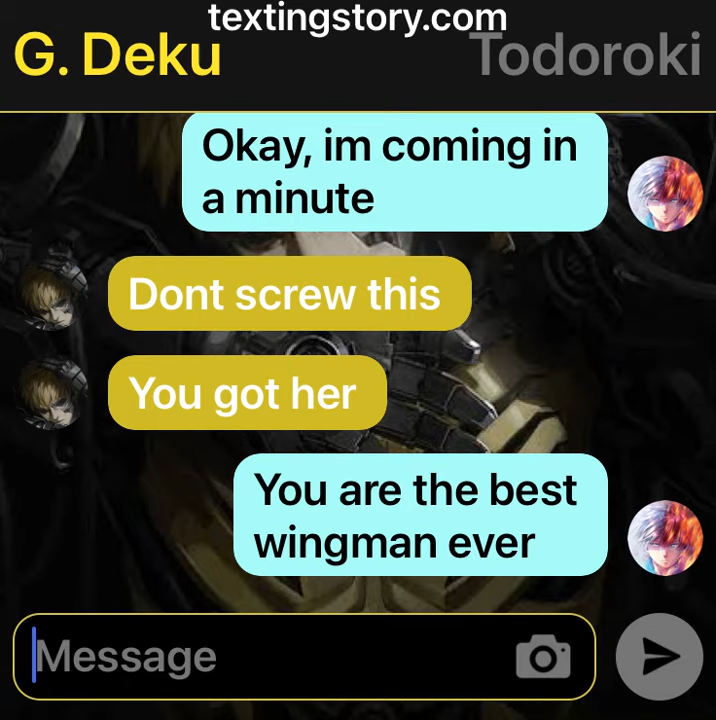 textingstory.com
G. Deku
Todoroki
Okay, im coming in
a minute
Dont screw this
You got her
You are the best
wingman ever
Message